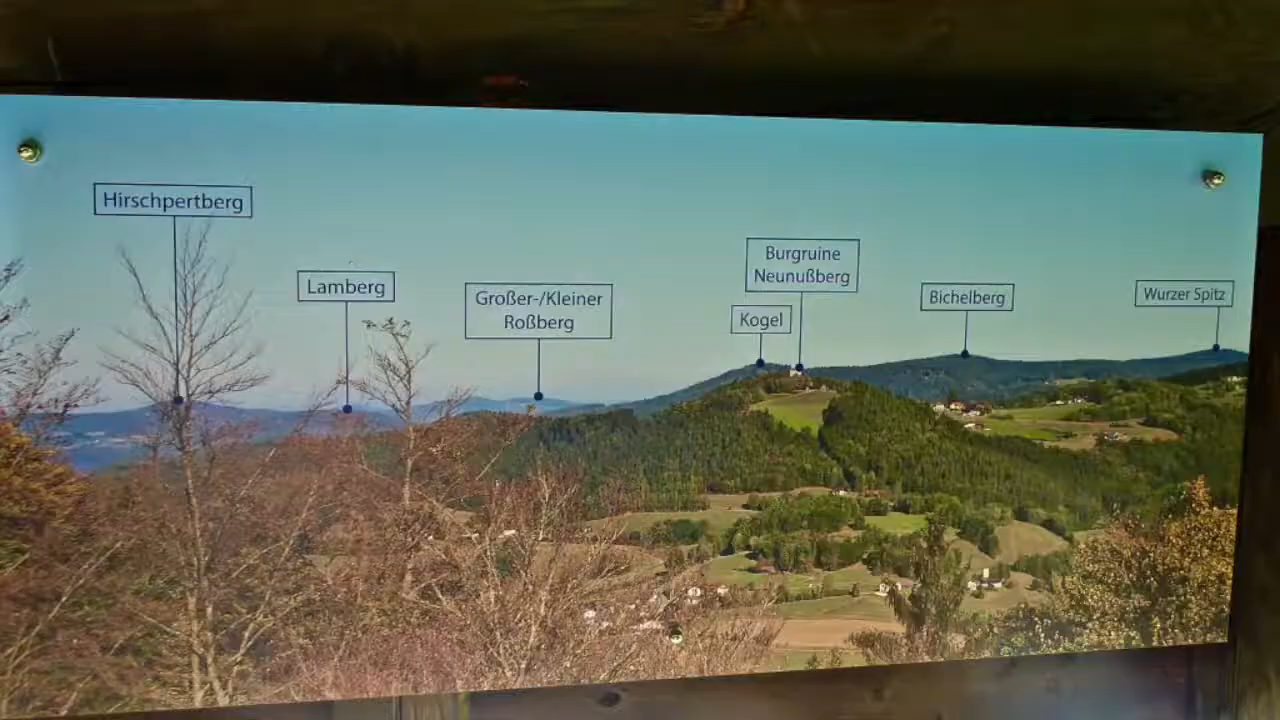 Hirschpertberg
Lamberg
Großer-/Kleiner
Roßberg
Kogel
Burgruine
Neunußberg
Bichelberg
Wurzer Spitz